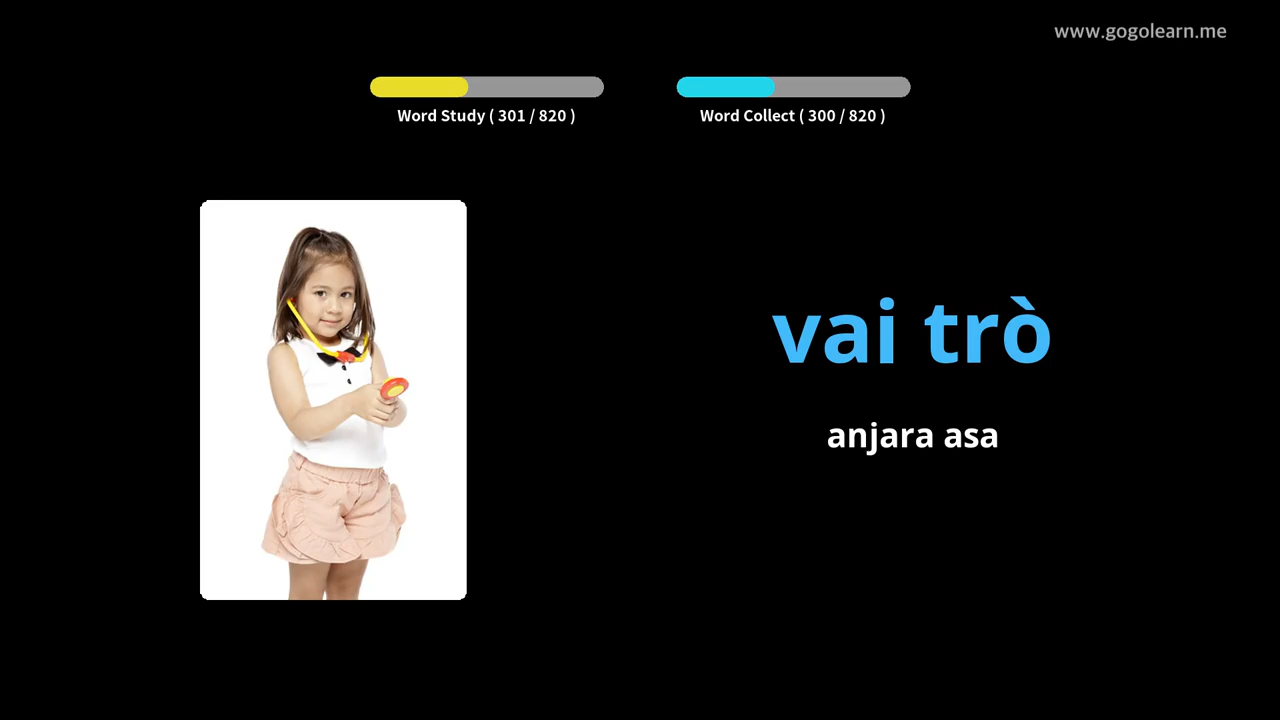 www.gogolearn.me
Word Study ( 301 / 820 )
Word Collect ( 300 / 820 )
vai trò
anjara asa